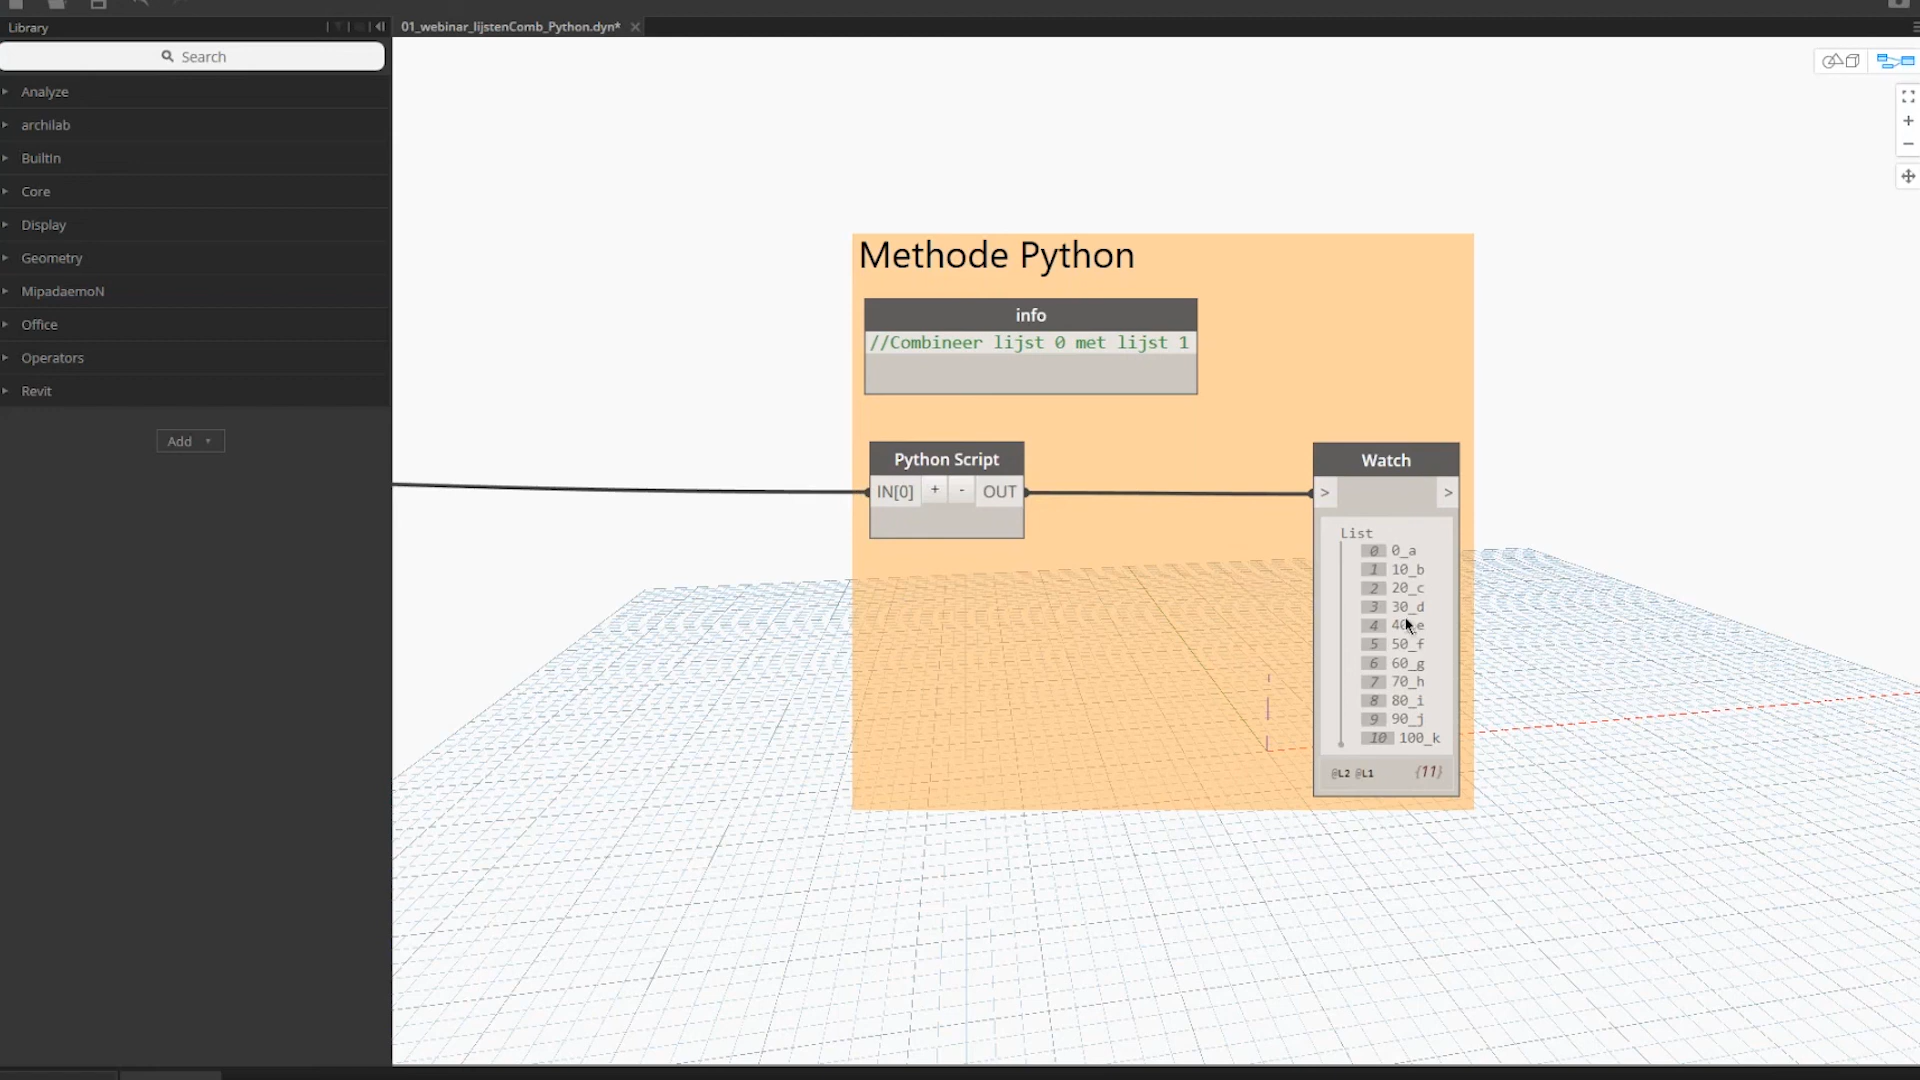 Library
01_webinar_lijstenComb_Python.dyn*
Search
Analyze
archilab
BuiltIn
Core
Display
Geometry
MipadaemoN
Office
Operators
Revit
Add
Methode Python
info
//Combineer lijst 0 met lijst 1
Python Script
IN[0] + - OUT
Watch
> >
List
0 0_a
1 10_b
2 20_c
3 30_d
4 40_e
5 50_f
6 60_g
7 70_h
8 80_i
9 90_j
10 100_k
@L2 @L1 {11}